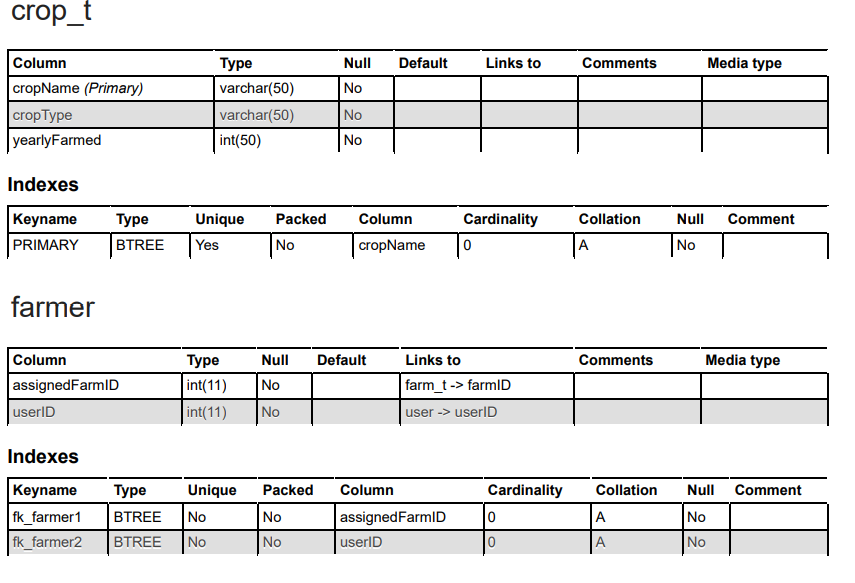 crop_t
Column Type Null Default Links to Comments Media type
cropName (Primary) varchar(50) No
cropType varchar(50) No
yearlyFarmed int(50) No
Indexes
Keyname Type Unique Packed Column Cardinality Collation Null Comment
PRIMARY BTREE Yes No cropName 0 A No
farmer
Column Type Null Default Links to Comments Media type
assignedFarmID int(11) No farm_t -> farmID
userID int(11) No user -> userID
Indexes
Keyname Type Unique Packed Column Cardinality Collation Null Comment
fk_farmer1 BTREE No No assignedFarmID 0 A No
fk_farmer2 BTREE No No userID 0 A No